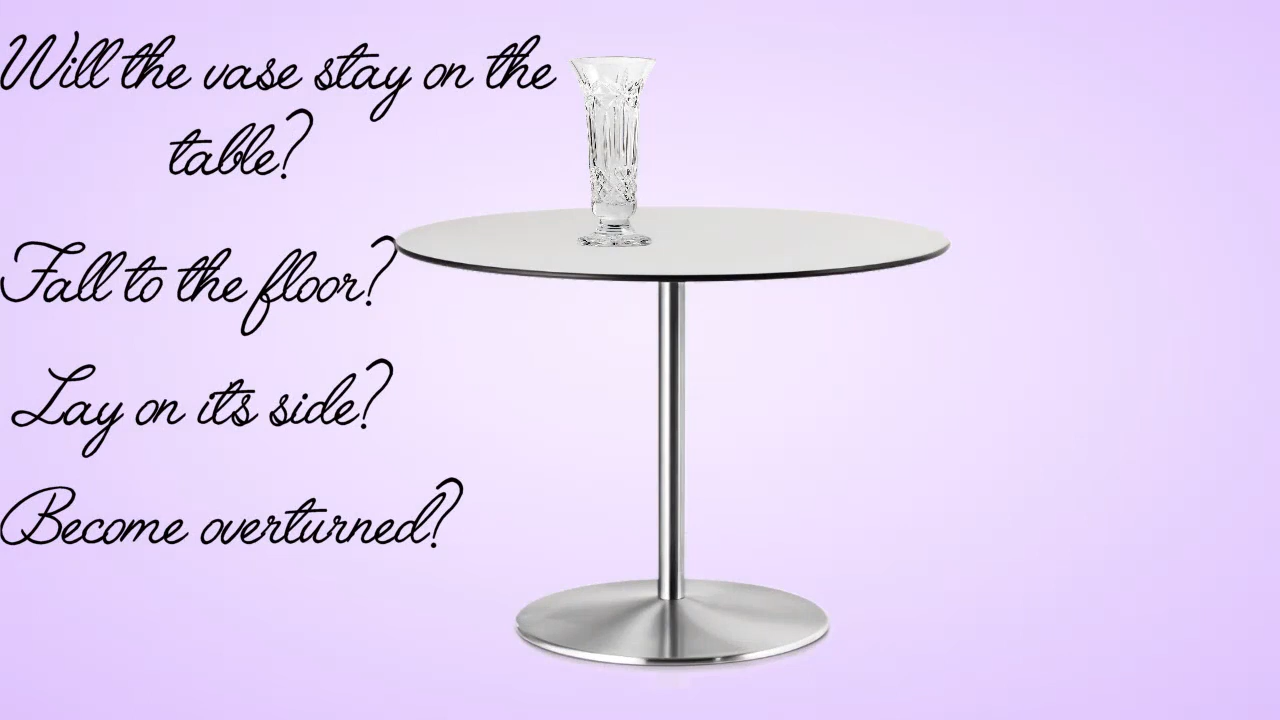 Will the vase stay on the
table?
Fall to the floor?
Lay on its side?
Become overturned?